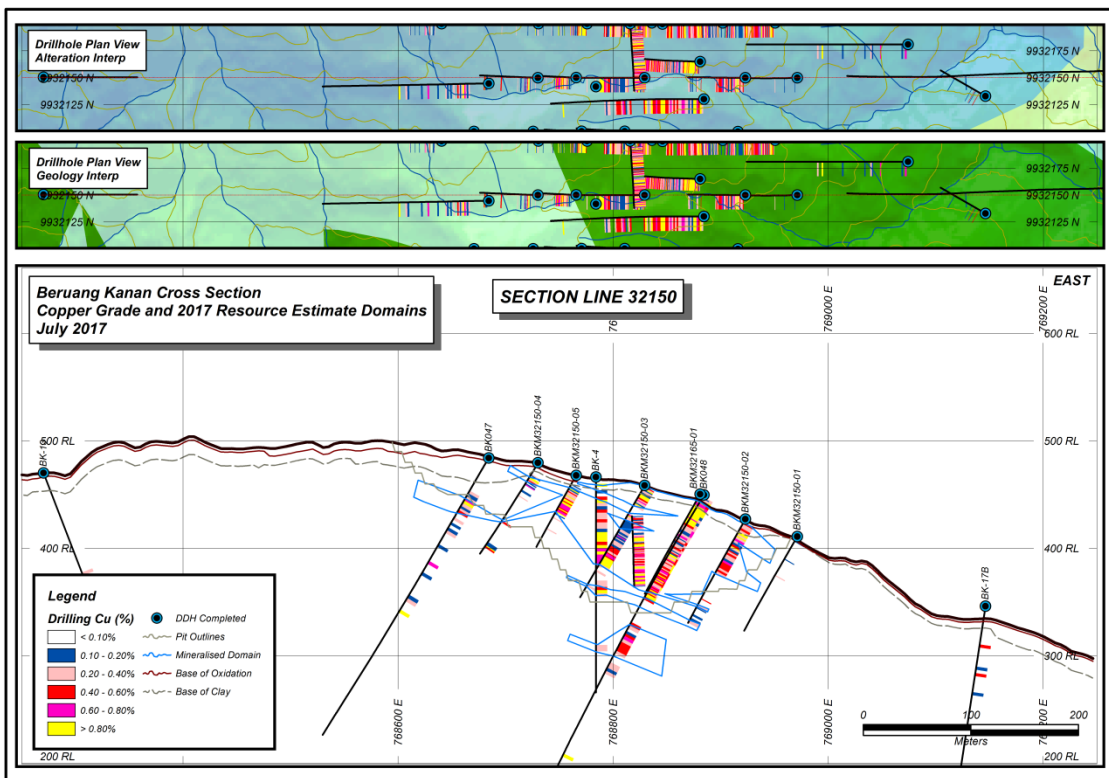 Drillhole Plan View
Alteration Interp
9932175 N
9932175 N
9932150 N
9932150 N
9932125 N
9932125 N
Drillhole Plan View
Geology Interp
9932175 N
9932175 N
9932150 N
9932150 N
9932125 N
9932125 N
Beruang Kanan Cross Section
Copper Grade and 2017 Resource Estimate Domains
July 2017
SECTION LINE 32150
EAST
769000 E
769200 E
600 RL
500 RL
500 RL
400 RL
400 RL
300 RL
200 RL
200 RL
BK047
BKM32150-04
BKM32150-05
BK-4
BKM32150-03
BKM32165-01
BK048
BKM32150-02
BKM32150-01
BK-17B
Legend
Drilling Cu (%)
< 0.10%
0.10 - 0.20%
0.20 - 0.40%
0.40 - 0.60%
0.60 - 0.80%
> 0.80%
DDH Completed
Pit Outlines
Mineralised Domain
Base of Oxidation
Base of Clay
768600 E
768800 E
769000 E
0
100
200
Meters